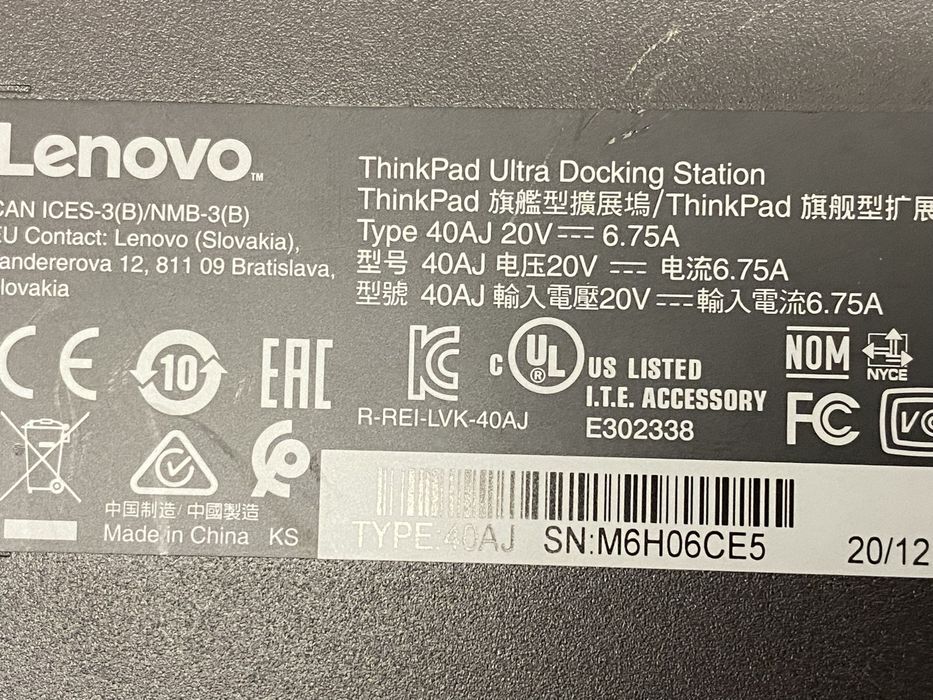 Lenovo™
CAN ICES-3(B)/NMB-3(B)
EU Contact: Lenovo (Slovakia),
12, 811 09 Bratislava,
Slovakia
ThinkPad Ultra Docking Station
ThinkPad 旗艦型擴展塢/ThinkPad 旗舰型扩展
Type 40AJ 20V⎓ 6.75A
型号 40AJ 电压20V ⎓ 电流6.75A
型號 40AJ 輸入電壓20V⎓輸入電流6.75A
CE
10
EAC
KC
R-REI-LVK-40AJ
C UL® US LISTED
I.T.E. ACCESSORY
E302338
NOM
NYCE
FC
VC
中国制造/中國製造
Made in China KS
TYPE 40AJ SN:M6H06CE5
20/12